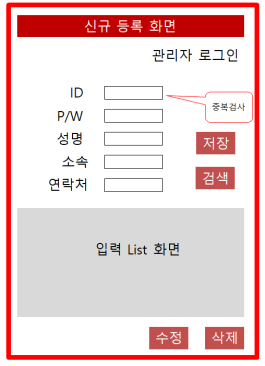 신규 등록 화면
관리자 로그인
ID
중복검사
P/W
성명
저장
소속
검색
연락처
입력 List 화면
수정 삭제